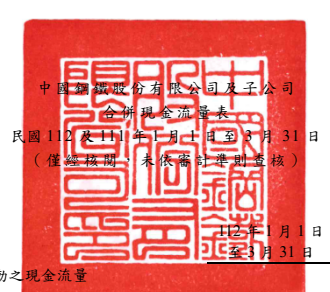 中國鋼鐵股份有限公司及子公司
合併現金流量表
民國 112 及 111 年 1 月 1 日至 3 月 31 日
（僅經核閱，未依審計準則查核）
112 年 1 月 1 日
至 3 月 31 日
動之現金流量